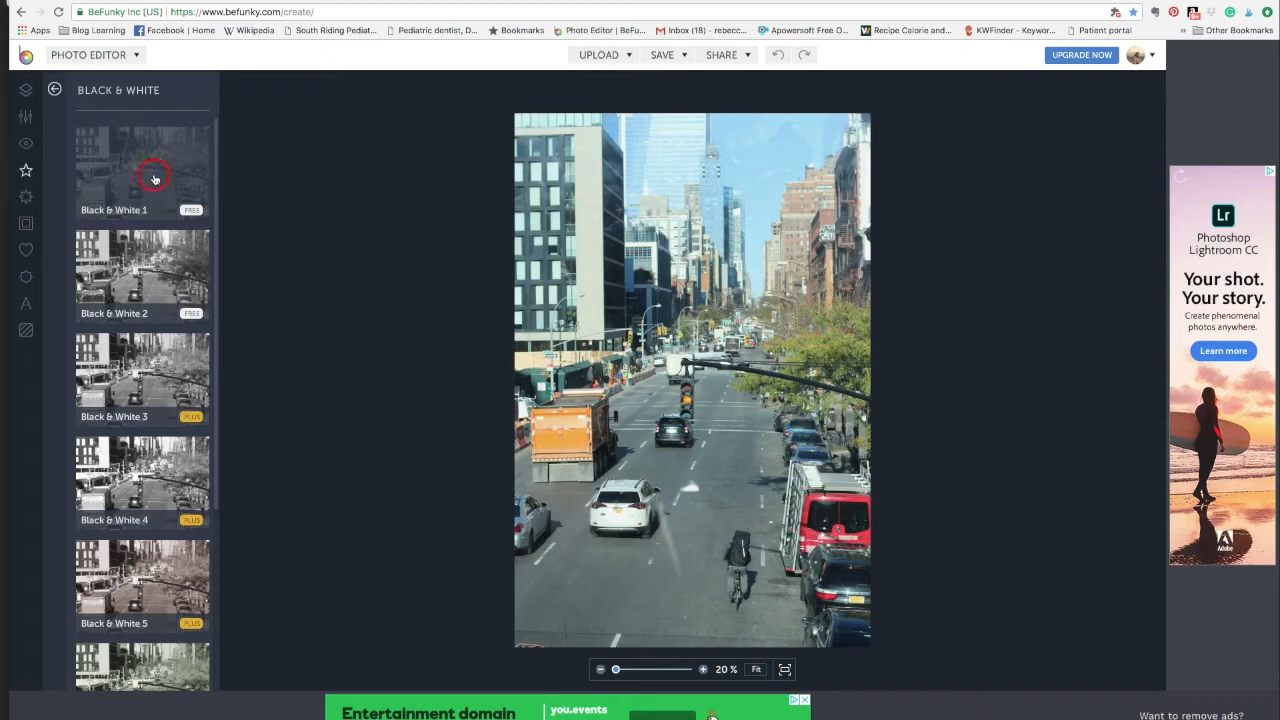 BeFunky Inc [US] | https://www.befunky.com/create/
Apps Blog Learning Facebook | Home Wikipedia South Riding Pediat... Pediatric dentist, D... Bookmarks Photo Editor | BeFu... Inbox (18) - rebecc... Apowersoft Free O... Recipe Calorie and... KWFinder - Keywor... Patient portal » Other Bookmarks
PHOTO EDITOR UPLOAD SAVE SHARE UPGRADE NOW
BLACK & WHITE
Black & White 1 FREE
Black & White 2 FREE
Black & White 3 PLUS
Black & White 4 PLUS
Black & White 5 PLUS
20 % Fit
Lr
Photoshop
Lightroom CC
Your shot.
Your story.
Create phenomenal
photos anywhere.
Learn more
Adobe
Entertainment domain
you.events
Want to remove ads?